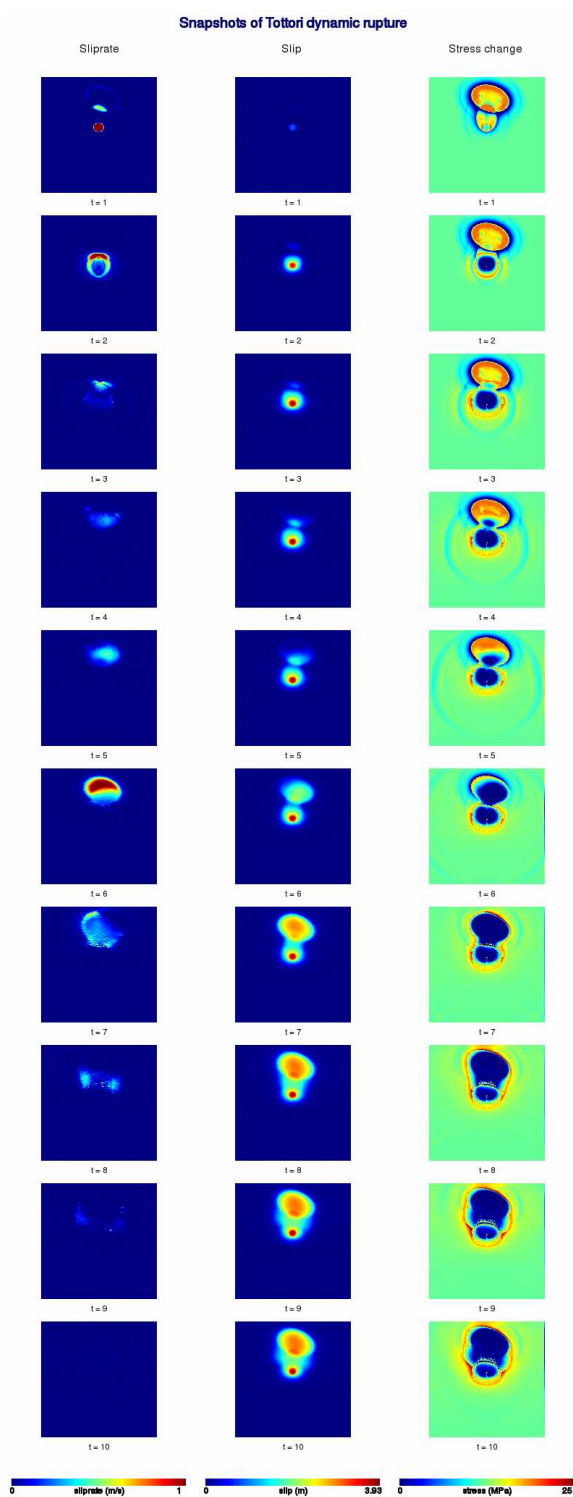 Snapshots of Tottori dynamic rupture
Sliprate Slip Stress change
t = 1 t = 1 t = 1
t = 2 t = 2 t = 2
t = 3 t = 3 t = 3
t = 4 t = 4 t = 4
t = 5 t = 5 t = 5
t = 6 t = 6 t = 6
t = 7 t = 7 t = 7
t = 8 t = 8 t = 8
t = 9 t = 9 t = 9
t = 10 t = 10 t = 10
0 sliprate (m/s) 1 0 slip (m) 3.93 0 stress (MPa) 25